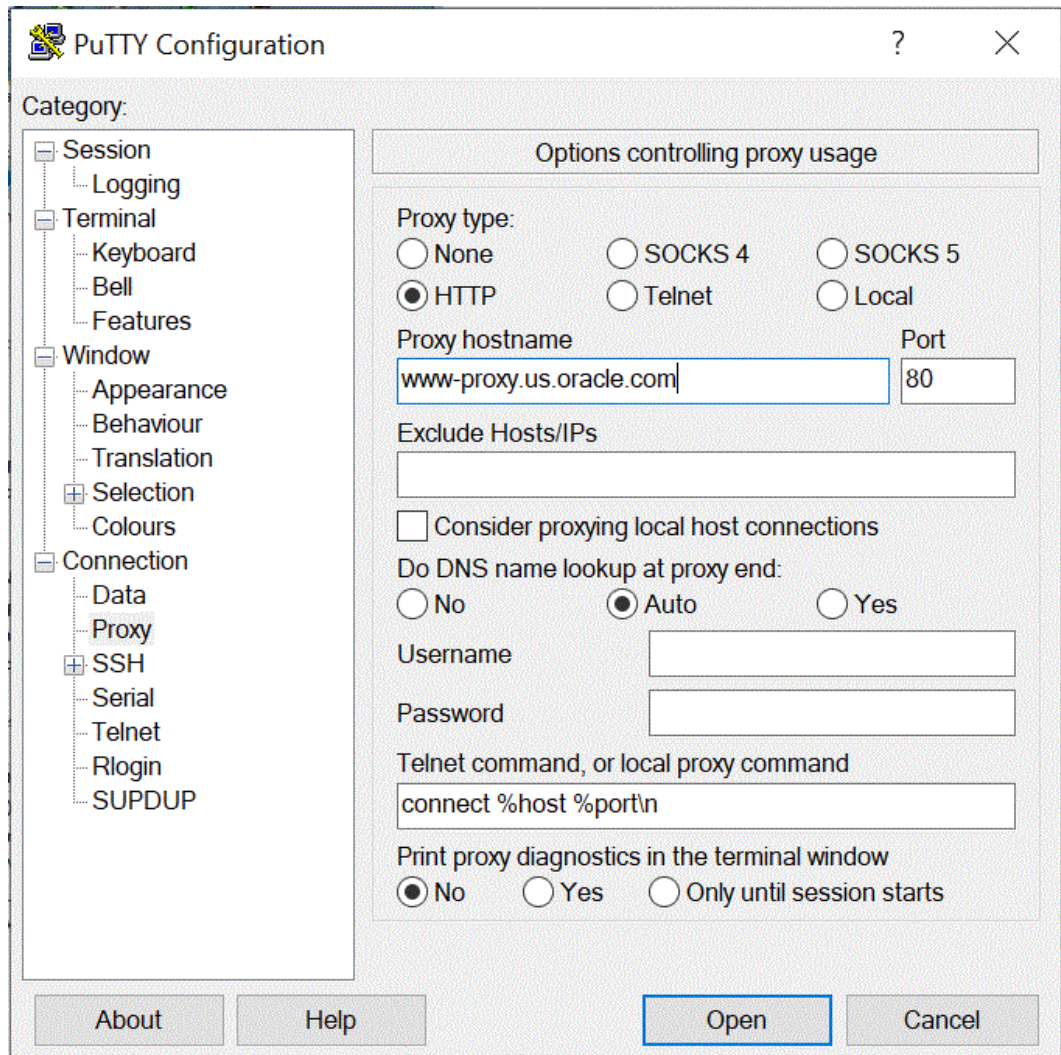 PuTTY Configuration
?
Category:
Session
Logging
Terminal
Keyboard
Bell
Features
Window
Appearance
Behaviour
Translation
Selection
Colours
Connection
Data
Proxy
SSH
Serial
Telnet
Rlogin
SUPDUP
Options controlling proxy usage
Proxy type:
None SOCKS 4 SOCKS 5
HTTP Telnet Local
Proxy hostname Port
www-proxy.us.oracle.com 80
Exclude Hosts/IPs
Consider proxying local host connections
Do DNS name lookup at proxy end:
No Auto Yes
Username
Password
Telnet command, or local proxy command
connect %host %port\n
Print proxy diagnostics in the terminal window
No Yes Only until session starts
About Help Open Cancel